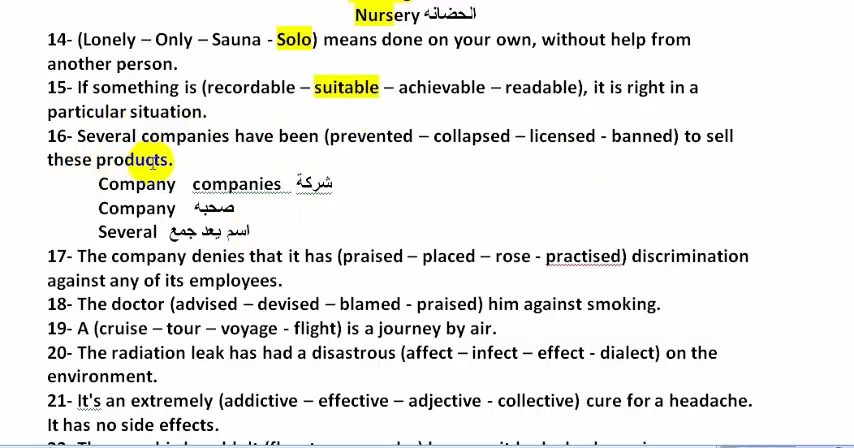 Nursery الحضانه
14- (Lonely – Only – Sauna - Solo) means done on your own, without help from
another person.
15- If something is (recordable – suitable – achievable – readable), it is right in a
particular situation.
16- Several companies have been (prevented – collapsed – licensed - banned) to sell
these products.
Company companies شركة
Company صحبه
Several اسم يعد جمع
17- The company denies that it has (praised – placed – rose - practised) discrimination
against any of its employees.
18- The doctor (advised – devised – blamed - praised) him against smoking.
19- A (cruise – tour – voyage - flight) is a journey by air.
20- The radiation leak has had a disastrous (affect – infect – effect - dialect) on the
environment.
21- It's an extremely (addictive – effective – adjective - collective) cure for a headache.
It has no side effects.